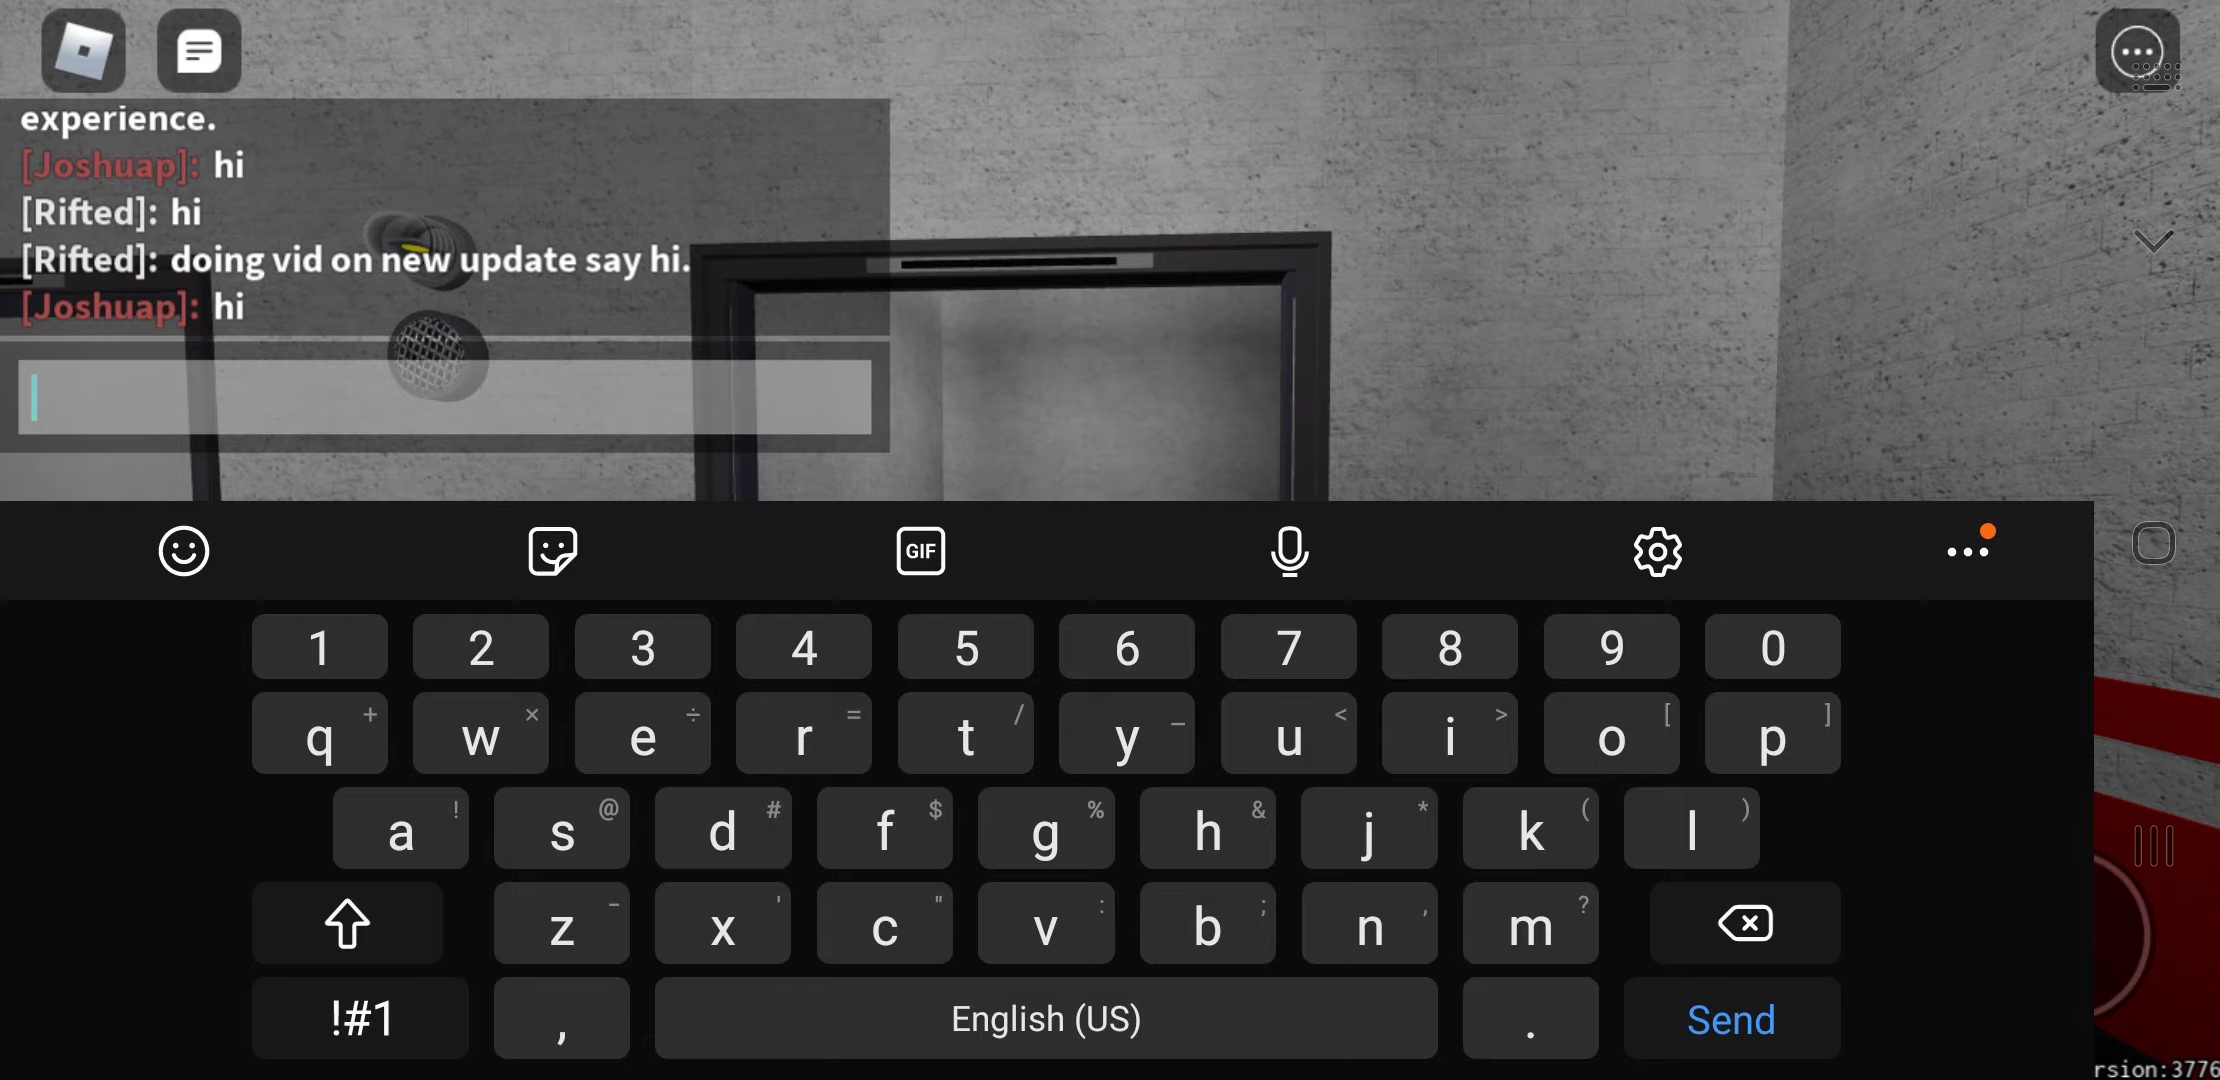 experience.
[Joshuap]: hi
[Rifted]: hi
[Rifted]: doing vid on new update say hi.
[Joshuap]: hi
GIF
1 2 3 4 5 6 7 8 9 0
q + w × e ÷ r = t / y _ u < i > o [ p ]
a ! s @ d # f $ g % h & j * k ( l )
z - x ' c " v : b ; n , m ?
!#1 , English (US) . Send
rsion:3776